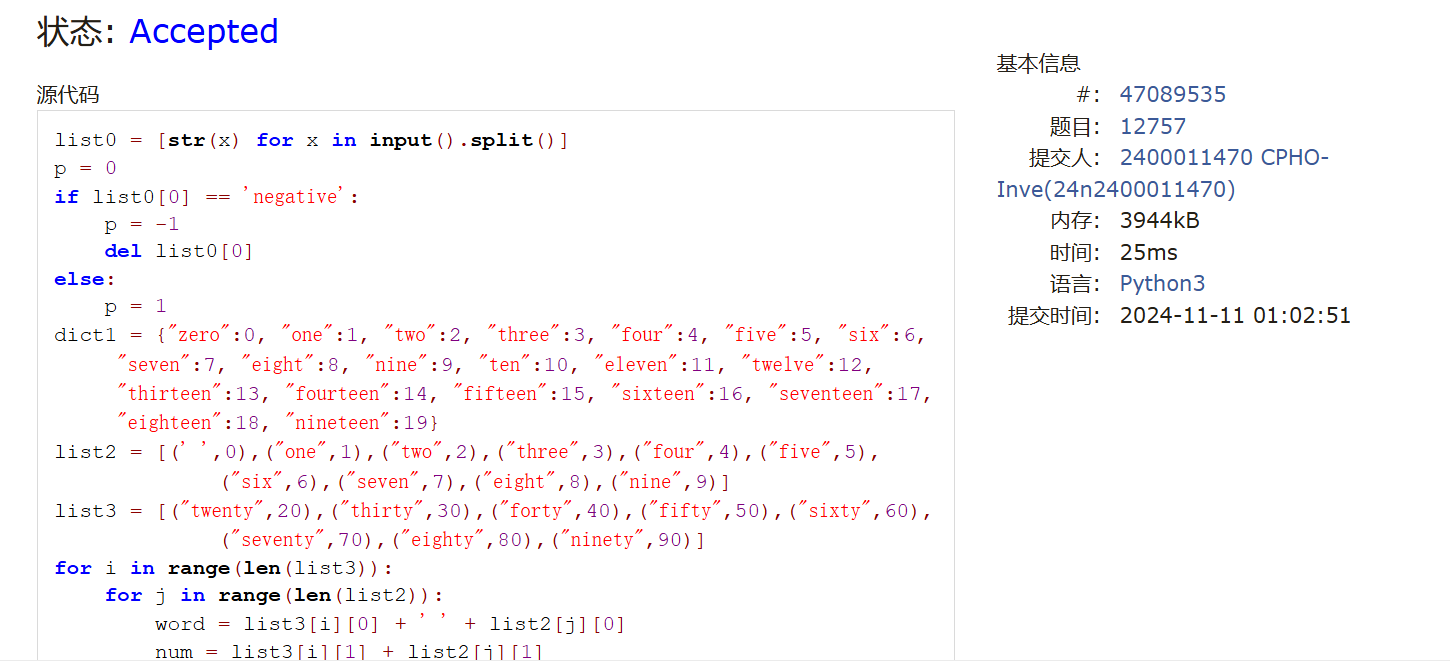 状态: Accepted
源代码
list0 = [str(x) for x in input().split()]
p = 0
if list0[0] == 'negative':
    p = -1
    del list0[0]
else:
    p = 1
dict1 = {"zero":0, "one":1, "two":2, "three":3, "four":4, "five":5, "six":6,
     "seven":7, "eight":8, "nine":9, "ten":10, "eleven":11, "twelve":12,
     "thirteen":13, "fourteen":14, "fifteen":15, "sixteen":16, "seventeen":17,
     "eighteen":18, "nineteen":19}
list2 = [(' ',0),("one",1),("two",2),("three",3),("four",4),("five",5),
             ("six",6),("seven",7),("eight",8),("nine",9)]
list3 = [("twenty",20),("thirty",30),("forty",40),("fifty",50),("sixty",60),
             ("seventy",70),("eighty",80),("ninety",90)]
for i in range(len(list3)):
    for j in range(len(list2)):
        word = list3[i][0] + ' ' + list2[j][0]
        num = list3[i][1] + list2[j][1]
基本信息
#: 47089535
题目: 12757
提交人: 2400011470 CPHO-
Inve(24n2400011470)
内存: 3944kB
时间: 25ms
语言: Python3
提交时间: 2024-11-11 01:02:51